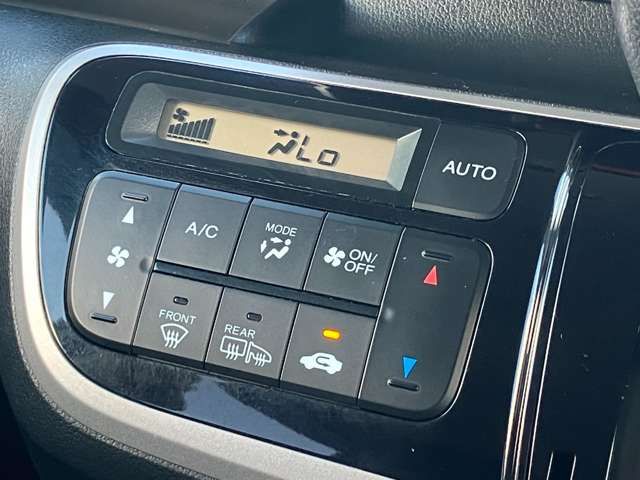 Lo
AUTO
A/C
MODE
ON/
OFF
FRONT
REAR